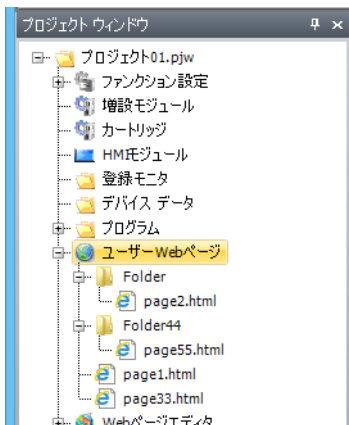 プロジェクト ウィンドウ
プロジェクト01.pjw
ファンクション設定
増設モジュール
カートリッジ
HMIモジュール
登録モニタ
デバイス データ
プログラム
ユーザーWebページ
Folder
page2.html
Folder44
page55.html
page1.html
page33.html
Webページエディタ